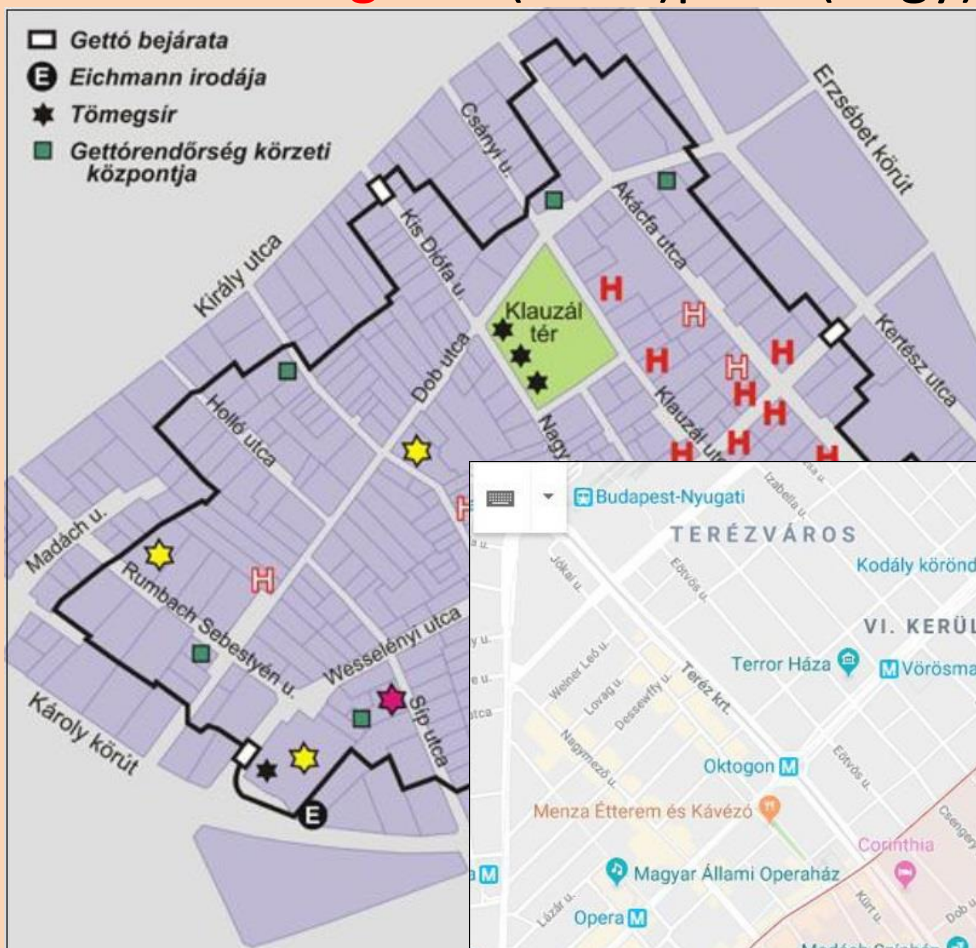 Gettó bejárata
E Eichmann irodája
Tömegsír
Gettórendőrség körzeti
központja
Erzsébet körút
Csányi u.
Akácfa utca
Kis Diófa u.
Király utca
Klauzál
tér
H
H
H
H
H
H
H
H
H
H
H
H
H
Kertész utca
Dob utca
Klauzál
Nagy
Holló utca
Madách u.
Rumbach Sebestyén u.
Wesselényi utca
Síp utca
Károly körút
E
Budapest-Nyugati
Izabella u.
TERÉZVÁROS
Jókai u.
Eötvös u.
Kodály körönd
VI. KERÜL
Terror Háza
M Vörösma
Weiner Leó u.
Lovag u.
Dessewffy u.
Teréz krt.
Nagymező u.
Oktogon M
Eötvös u.
Menza Étterem és Kávézó
Csengery
Corinthia
M
Magyar Állami Operaház
Kürt u.
Dob u
Lázár u.
Opera M